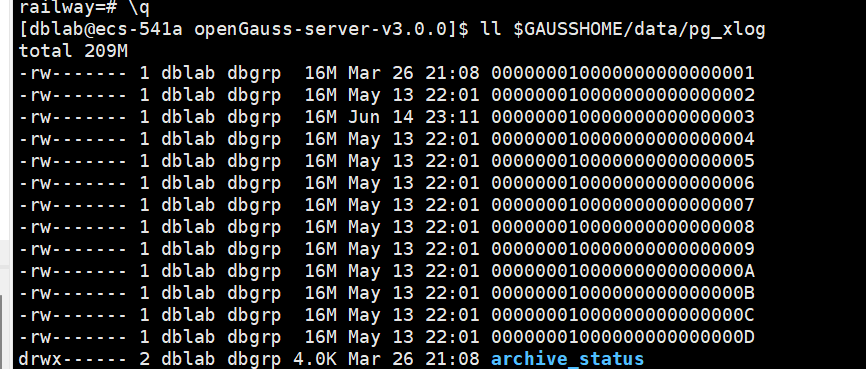 railway=# \q
[dblab@ecs-541a openGauss-server-v3.0.0]$ ll $GAUSSHOME/data/pg_xlog
total 209M
-rw------- 1 dblab dbgrp  16M Mar 26 21:08 000000010000000000000001
-rw------- 1 dblab dbgrp  16M May 13 22:01 000000010000000000000002
-rw------- 1 dblab dbgrp  16M Jun 14 23:11 000000010000000000000003
-rw------- 1 dblab dbgrp  16M May 13 22:01 000000010000000000000004
-rw------- 1 dblab dbgrp  16M May 13 22:01 000000010000000000000005
-rw------- 1 dblab dbgrp  16M May 13 22:01 000000010000000000000006
-rw------- 1 dblab dbgrp  16M May 13 22:01 000000010000000000000007
-rw------- 1 dblab dbgrp  16M May 13 22:01 000000010000000000000008
-rw------- 1 dblab dbgrp  16M May 13 22:01 000000010000000000000009
-rw------- 1 dblab dbgrp  16M May 13 22:01 00000001000000000000000A
-rw------- 1 dblab dbgrp  16M May 13 22:01 00000001000000000000000B
-rw------- 1 dblab dbgrp  16M May 13 22:01 00000001000000000000000C
-rw------- 1 dblab dbgrp  16M May 13 22:01 00000001000000000000000D
drwx------ 2 dblab dbgrp 4.0K Mar 26 21:08 archive_status